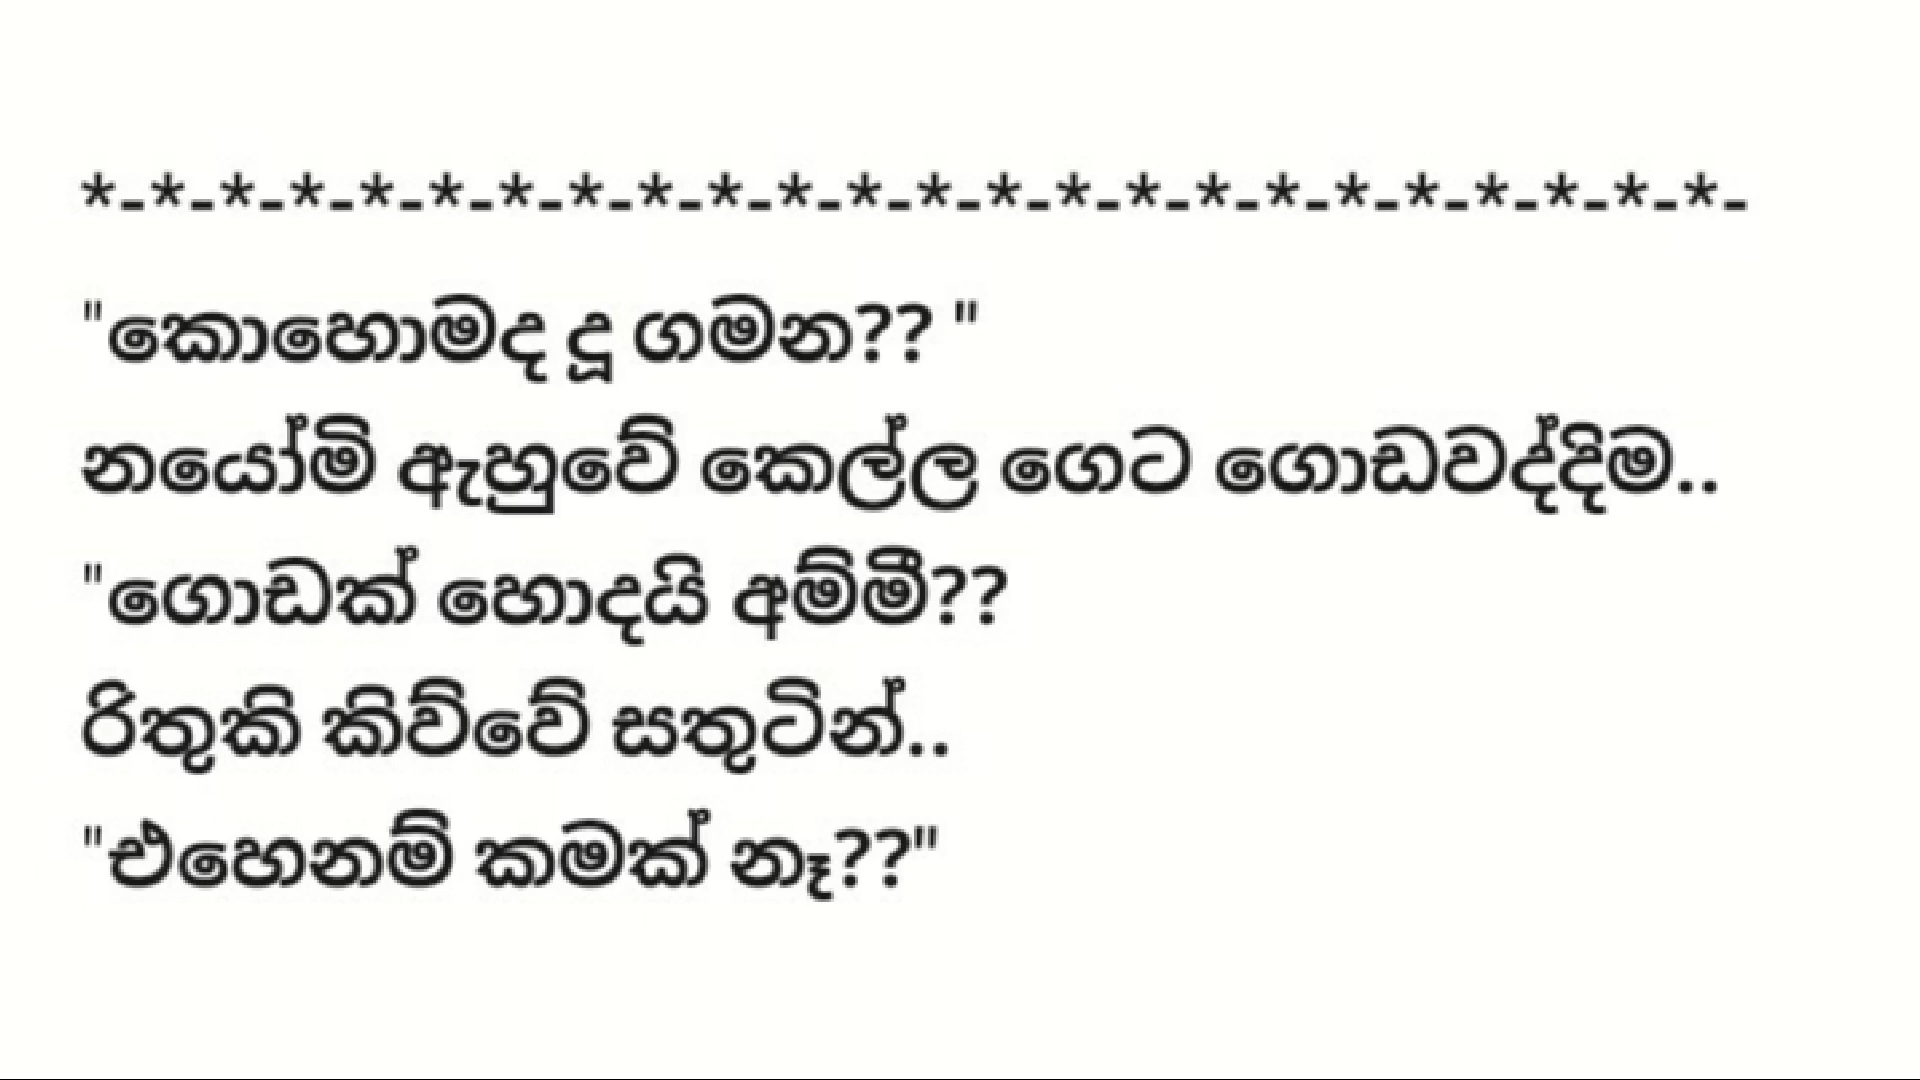 *-*-*-*-*-*-*-*-*-*-*-*-*-*-*-*-*-*-*-*-*-*-*-*-
"කොහොමද දූ ගමන?? "
නයෝමි ඇහුවේ කෙල්ල ගෙට ගොඩවද්දිම..
"ගොඩක් හොදයි අම්මී??
රිතුකි කිව්වේ සතුටින්..
"එහෙනම් කමක් නෑ??"